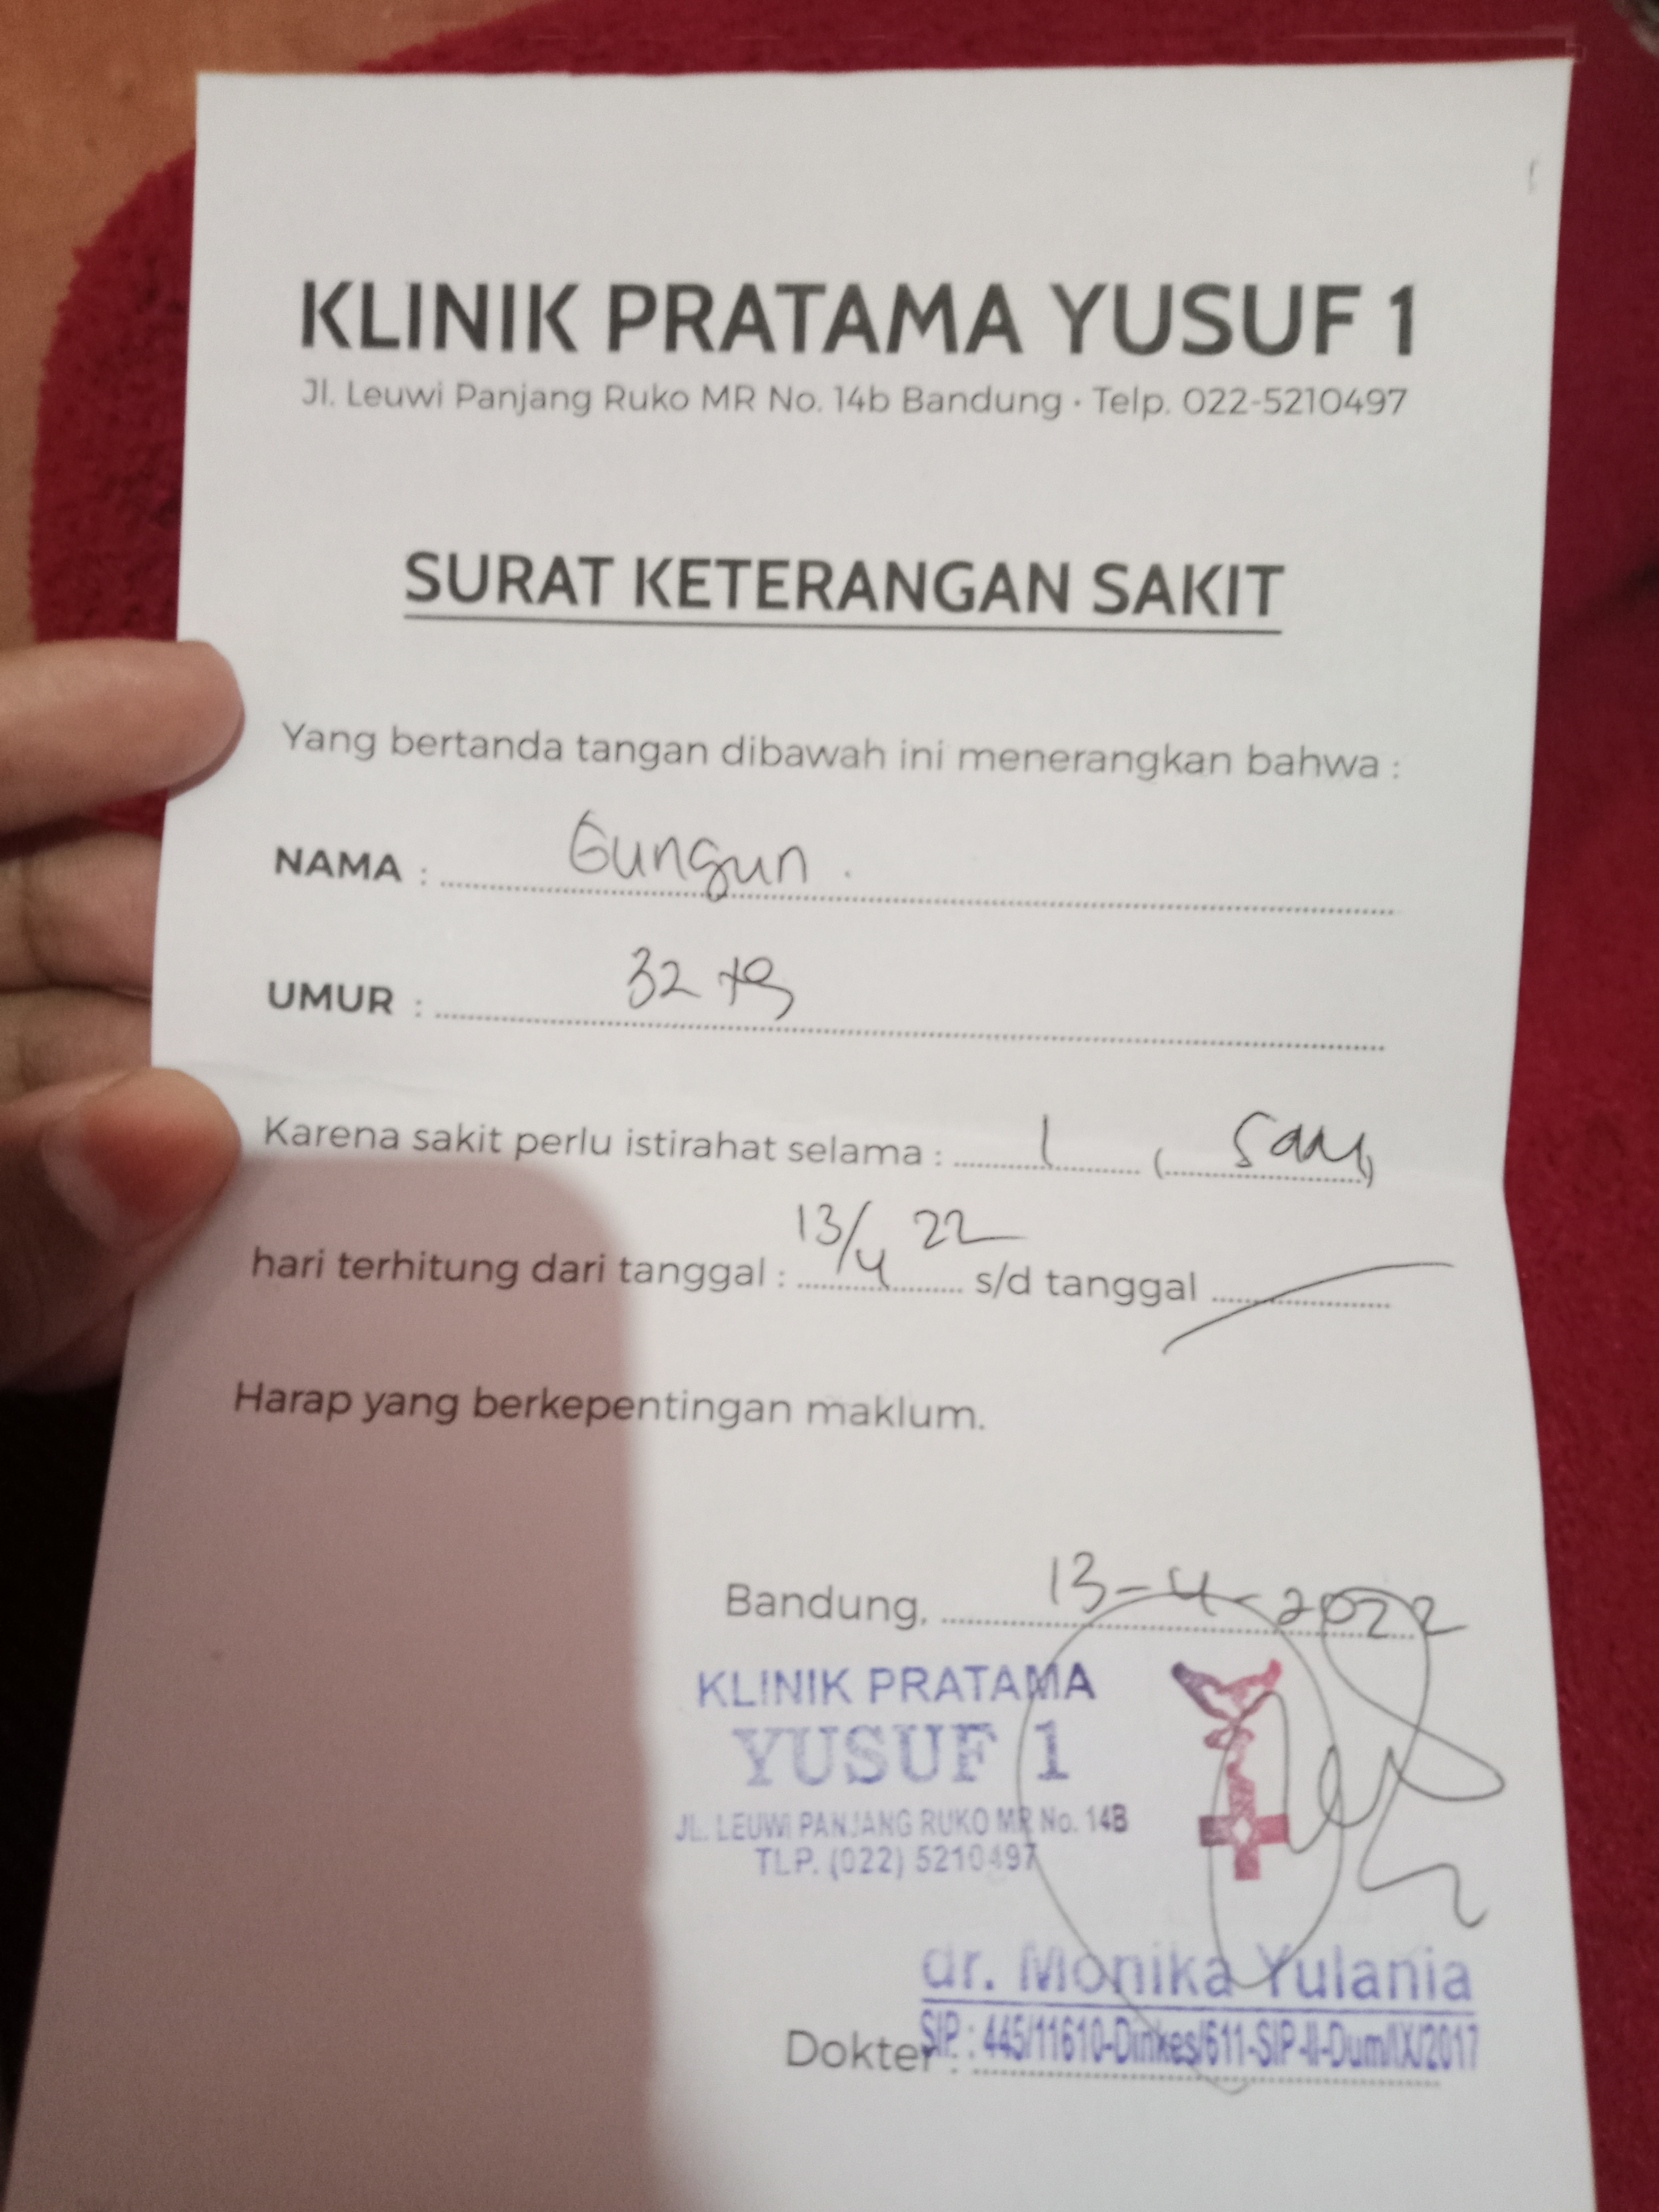 KLINIK PRATAMA YUSUF 1
Jl. Leuwi Panjang Ruko MR No. 14b Bandung • Telp. 022-5210497
SURAT KETERANGAN SAKIT
Yang bertanda tangan dibawah ini menerangkan bahwa :
NAMA : Gungun.
UMUR : 32
Karena sakit perlu istirahat selama : 1 (satu)
hari terhitung dari tanggal : 13/4 22 s/d tanggal
Harap yang berkepentingan maklum.
Bandung, 13-4-2022
KLINIK PRATAMA
YUSUF 1
JL. LEUWI PANJANG RUKO MR No. 14B
TLP. (022) 5210497
dr. Monika Yulania
SIP. : 445/11610-Dinkes/611-SIP-II-Dum/IX/2017
Dokter :